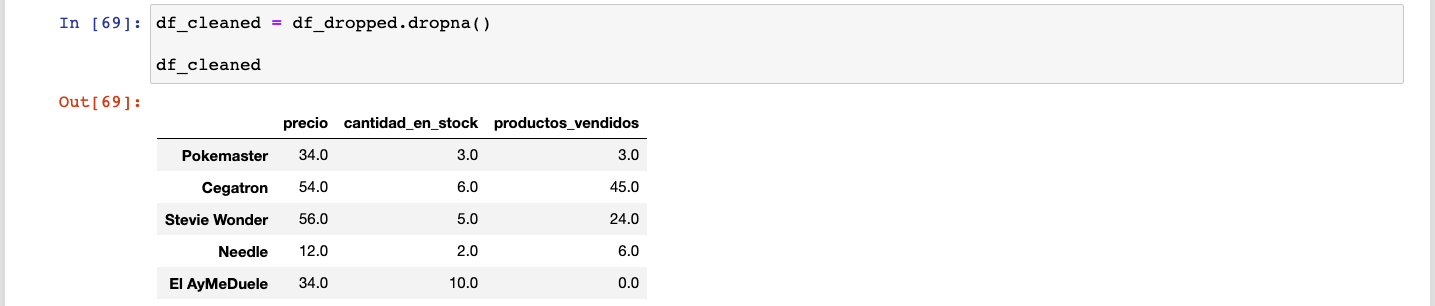 In [69]: df_cleaned = df_dropped.dropna()
df_cleaned
Out[69]:
precio cantidad_en_stock productos_vendidos
Pokemaster 34.0 3.0 3.0
Cegatron 54.0 6.0 45.0
Stevie Wonder 56.0 5.0 24.0
Needle 12.0 2.0 6.0
El AyMeDuele 34.0 10.0 0.0